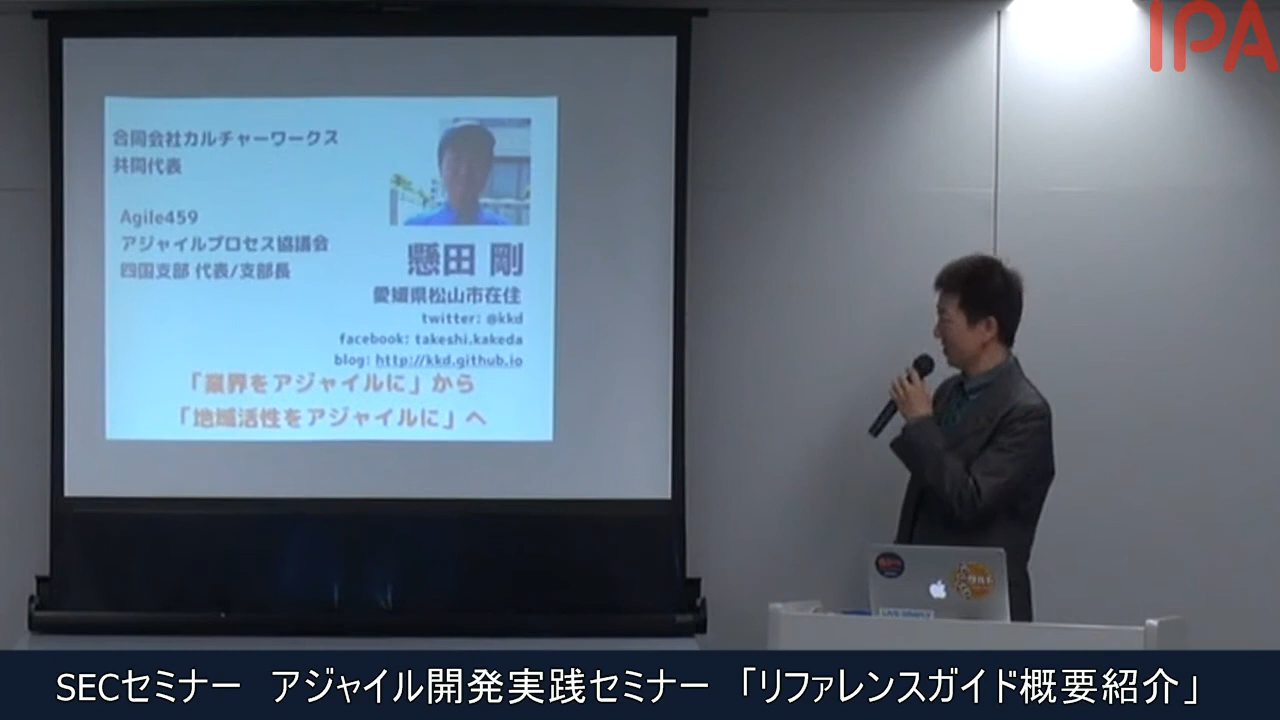 IPA
合同会社カルチャーワークス
共同代表
Agile459
アジャイルプロセス協議会
四国支部 代表/支部長
懸田 剛
愛媛県松山市在住
twitter: @kkd
facebook: takeshi.kakeda
blog: http://kkd.github.io
「業界をアジャイルに」から
「地域活性をアジャイルに」へ
SECセミナー アジャイル開発実践セミナー 「リファレンスガイド概要紹介」